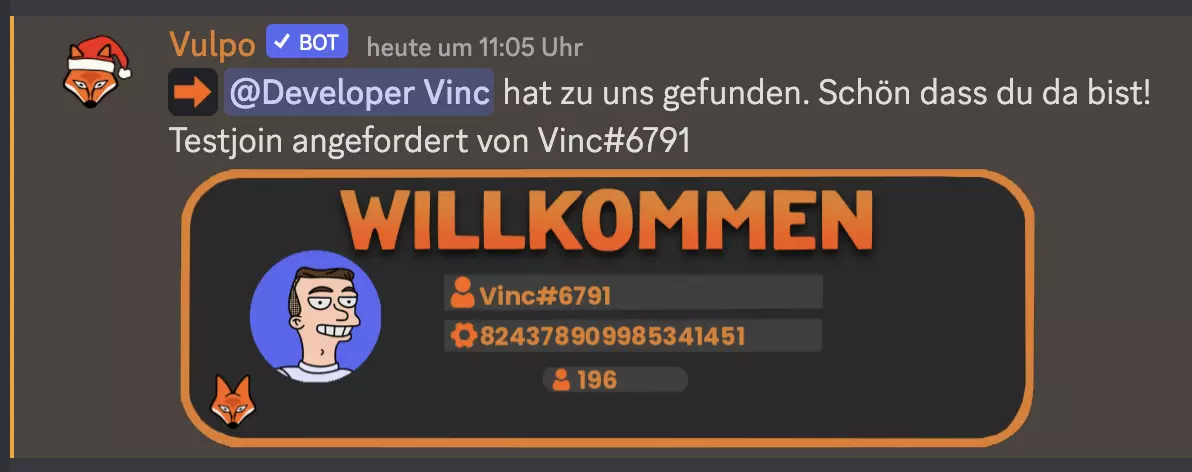 Vulpo ✓ BOT heute um 11:05 Uhr
@Developer Vinc hat zu uns gefunden. Schön dass du da bist!
Testjoin angefordert von Vinc#6791
WILLKOMMEN
Vinc#6791
824378909985341451
196